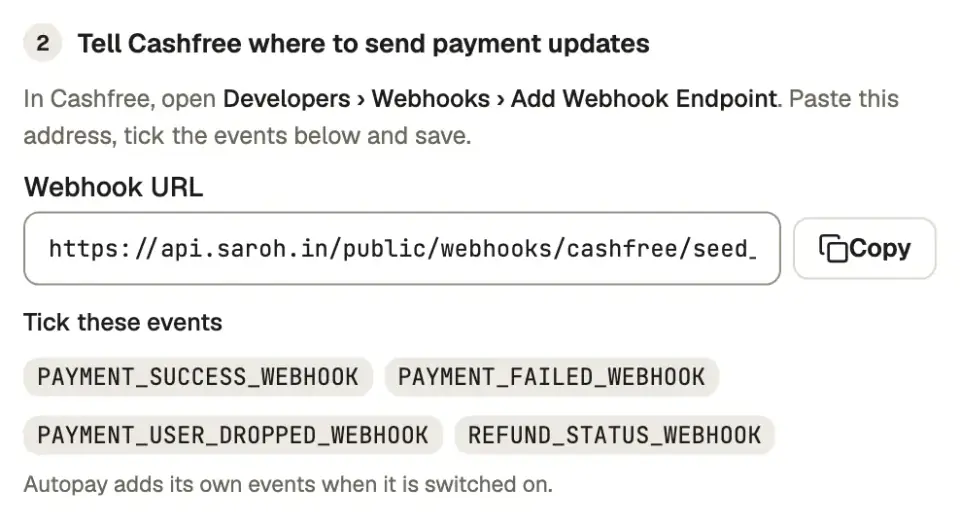 2 Tell Cashfree where to send payment updates
In Cashfree, open Developers › Webhooks › Add Webhook Endpoint. Paste this
address, tick the events below and save.
Webhook URL
https://api.saroh.in/public/webhooks/cashfree/seed_
Copy
Tick these events
PAYMENT_SUCCESS_WEBHOOK PAYMENT_FAILED_WEBHOOK
PAYMENT_USER_DROPPED_WEBHOOK REFUND_STATUS_WEBHOOK
Autopay adds its own events when it is switched on.